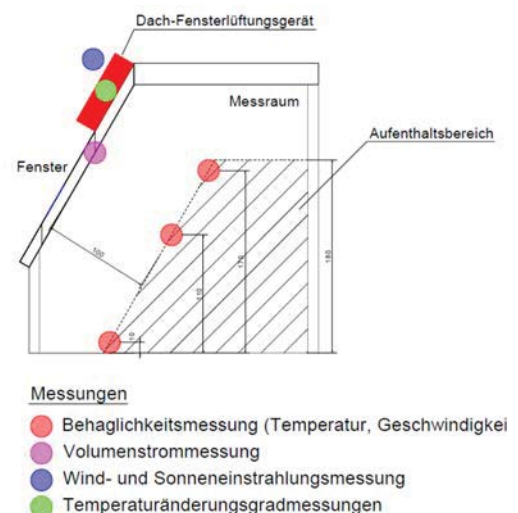 Dach-Fensterlüftungsgerät
Messraum
Aufenthaltsbereich
Fenster
100
10
110
170
180
Messungen
Behaglichkeitsmessung (Temperatur, Geschwindigkei
Volumenstrommessung
Wind- und Sonneneinstrahlungsmessung
Temperaturänderungsgradmessungen